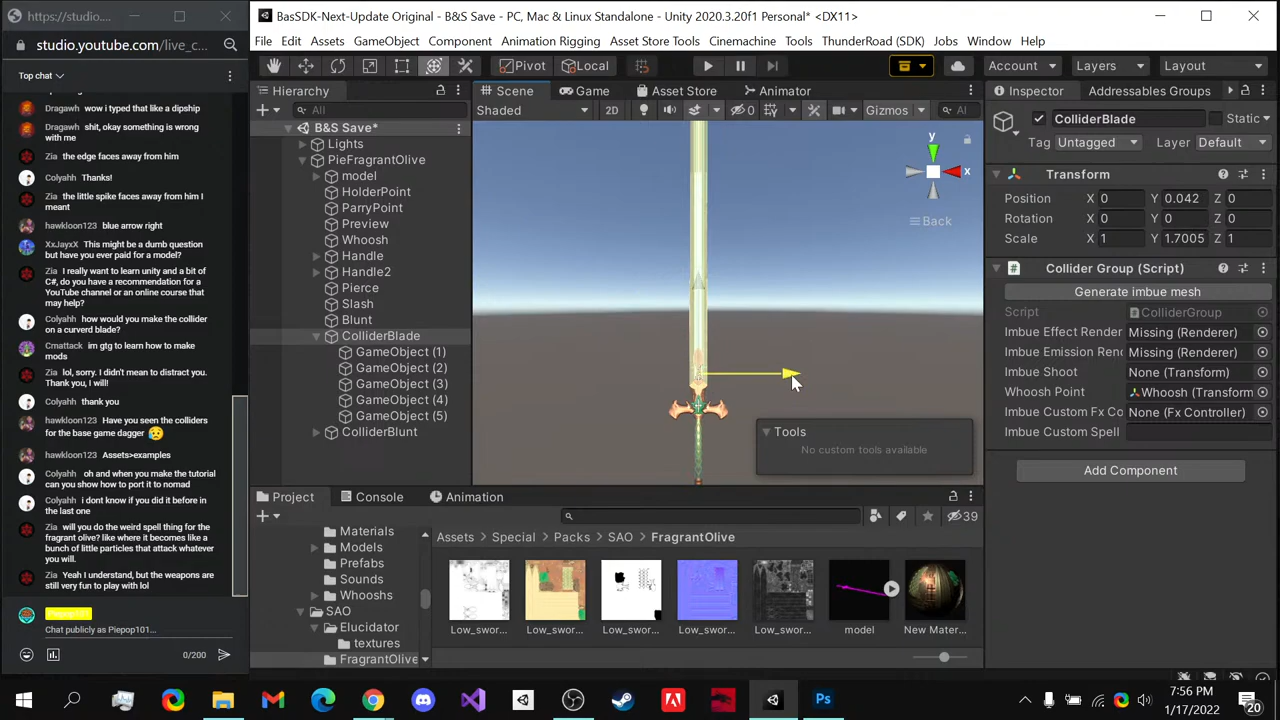 https://studio...
studio.youtube.com/live_c...
Top chat
Dragawh wow i typed that like a dipship
Dragawh shit, okay something is wrong
with me
Zia the edge faces away from him
Colyahh Thanks!
Zia the little spike faces away from him I
meant
hawkloon123 blue arrow right
XxJayxX This might be a dumb question
but have you ever paid for a model?
Zia I really want to learn unity and a bit of
C#, do you have a recommendation for a
YouTube channel or an online course that
may help?
Colyahh how would you make the collider
on a curverd blade?
Cmattack im gtg to learn how to make
mods
Zia lol, sorry. I didn't mean to distract you.
Thank you, I will!
Colyahh thank you
hawkloon123 Have you seen the colliders
for the base game dagger 😥
hawkloon123 Assets>examples
Colyahh oh and when you make the tutorial
can you show how to port it to nomad
Colyahh i dont know if you did it before in
the last one
Zia will you do the weird spell thing for the
fragrant olive? like where it becomes like a
bunch of little particles that attack whatever
you will.
Zia Yeah I understand, but the weapons are
still very fun to play with lol
Piepop101
Chat publicly as Piepop101...
0/200
BasSDK-Next-Update Original - B&S Save - PC, Mac & Linux Standalone - Unity 2020.3.20f1 Personal* <DX11>
File Edit Assets GameObject Component Animation Rigging Asset Store Tools Cinemachine Tools ThunderRoad (SDK) Jobs Window Help
Pivot Local Account Layers Layout
Hierarchy
All
B&S Save*
Lights
PieFragrantOlive
model
HolderPoint
ParryPoint
Preview
Whoosh
Handle
Handle2
Pierce
Slash
Blunt
ColliderBlade
GameObject (1)
GameObject (2)
GameObject (3)
GameObject (4)
GameObject (5)
ColliderBlunt
Scene Game Asset Store Animator
Shaded 2D 0 Gizmos Al
y
x
Back
Tools
No custom tools available
Inspector Addressables Groups
ColliderBlade Static
Tag Untagged Layer Default
Transform
Position X 0 Y 0.042 Z 0
Rotation X 0 Y 0 Z 0
Scale X 1 Y 1.7005 Z 1
# Collider Group (Script)
Generate imbue mesh
Script ColliderGroup
Imbue Effect Render Missing (Renderer)
Imbue Emission Ren Missing (Renderer)
Imbue Shoot None (Transform)
Whoosh Point Whoosh (Transform
Imbue Custom Fx Co None (Fx Controller)
Imbue Custom Spell
Add Component
Project Console Animation
39
Materials
Models
Prefabs
Sounds
Whooshs
SAO
Elucidator
textures
FragrantOlive
Assets > Special > Packs > SAO > FragrantOlive
Low_swor... Low_swor... Low_swor... Low_swor... Low_swor... model New Mater...
Ps
7:56 PM
1/17/2022
20